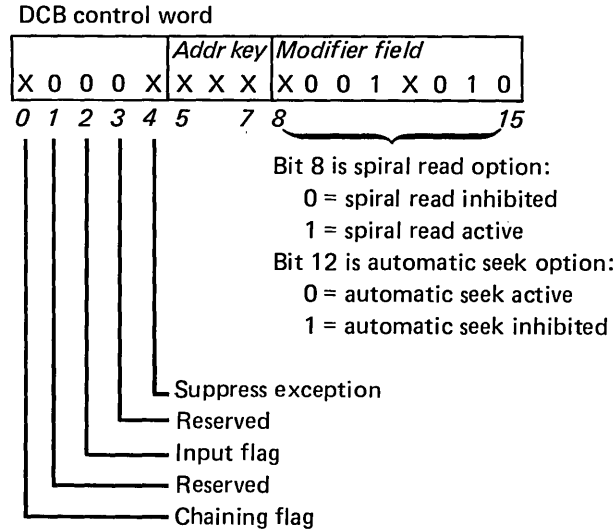 DCB control word
Addr key Modifier field
X 0 0 0 X X X X X 0 0 1 X 0 1 0
0 1 2 3 4 5 7 8 15
Bit 8 is spiral read option:
0 = spiral read inhibited
1 = spiral read active
Bit 12 is automatic seek option:
0 = automatic seek active
1 = automatic seek inhibited
Suppress exception
Reserved
Input flag
Reserved
Chaining flag